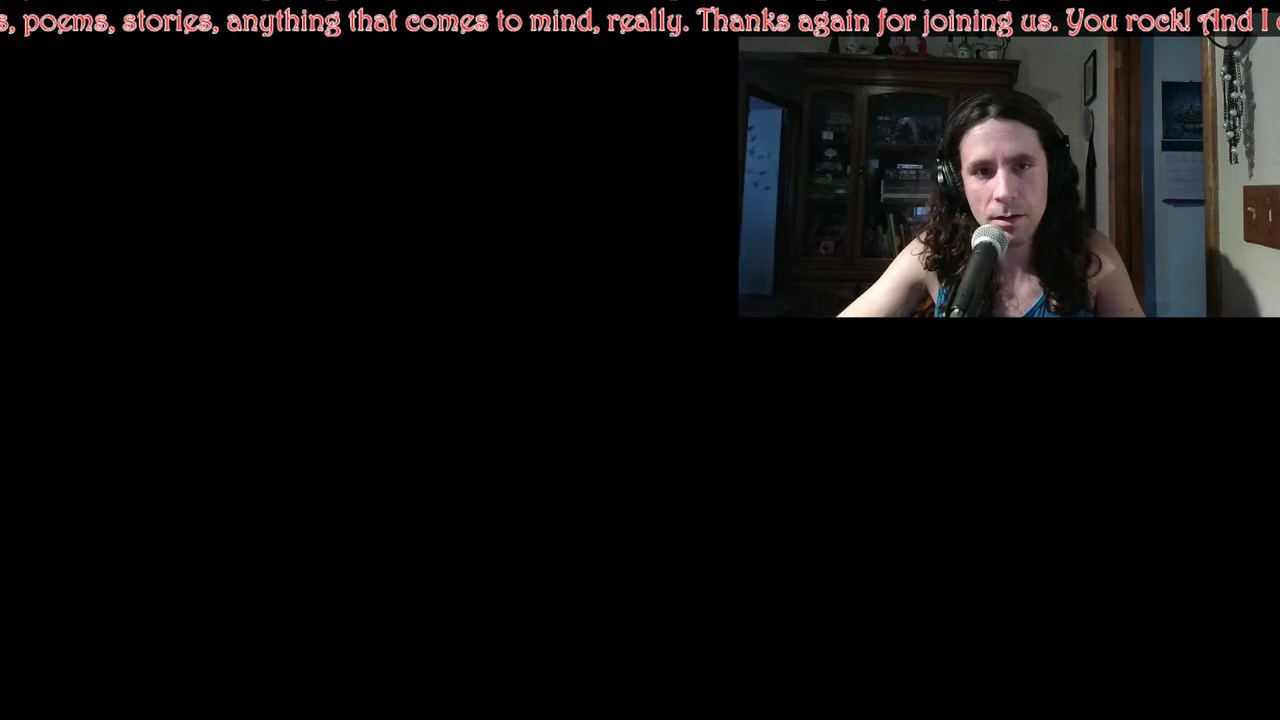 s, poems, stories, anything that comes to mind, really. Thanks again for joining us. You rock! And I